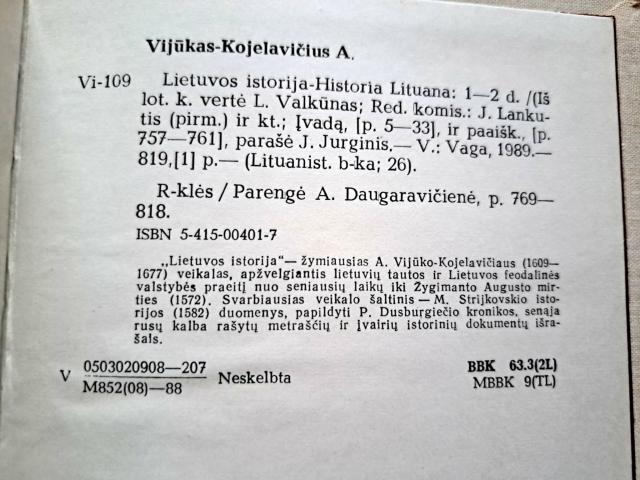 Vijūkas-Kojelavičius A.
Vi-109 Lietuvos istorija-Historia Lituana: 1—2 d. /(Iš
lot. k. vertė L. Valkūnas; Red. komis.: J. Lanku-
tis (pirm.) ir kt.; Įvadą, [p. 5—33], ir paaišk., [p.
757—761], parašė J. Jurginis.— V.: Vaga, 1989.—
819,[1] p.— (Lituanist. b-ka; 26).
R-klės / Parengė A. Daugaravičienė, p. 769—
818.
ISBN 5-415-00401-7
„Lietuvos istorija“ — žymiausias A. Vijūko-Kojelavičiaus (1609—
1677) veikalas, apžvelgiantis lietuvių tautos ir Lietuvos feodalinės
valstybės praeitį nuo seniausių laikų iki Žygimanto Augusto mir-
ties (1572). Svarbiausias veikalo šaltinis — M. Strijkovskio isto-
rijos (1582) duomenys, papildyti P. Dusburgiečio kronikos, senąja
rusų kalba rašytų metraščių ir įvairių istorinių dokumentų išra-
šais.
V 0503020908—207
M852(08)—88 Neskelbta
BBK 63.3(2L)
MBBK 9(TL)